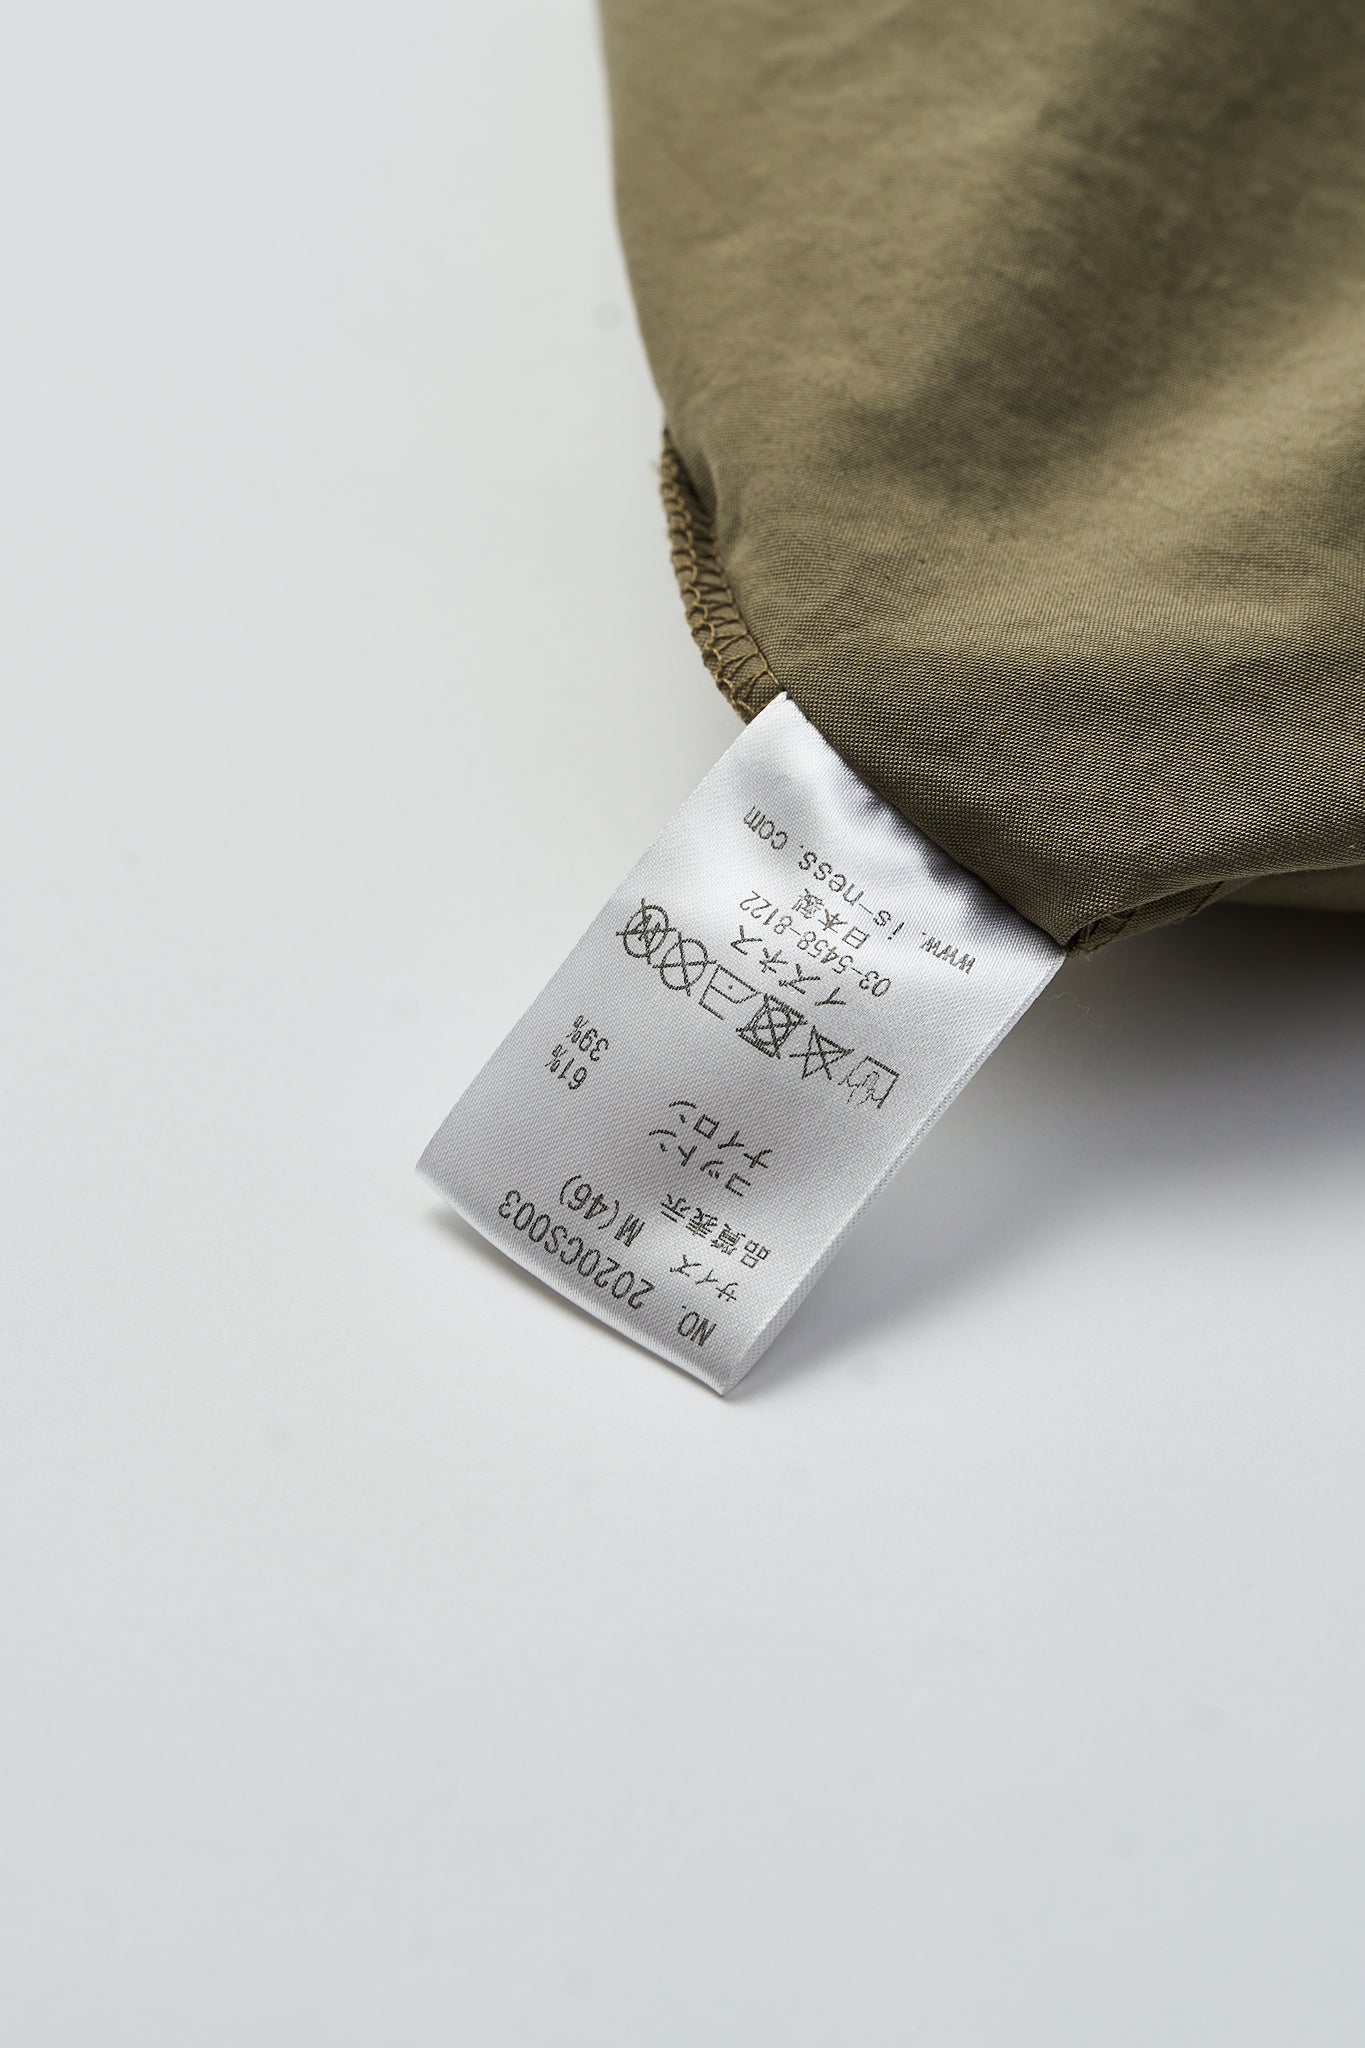 NO. 2020CS003
サイズ M(46)
品質表示
コットン 61%
ナイロン 39%
イズネス
03-5458-8122
日本製
www.is-ness.com